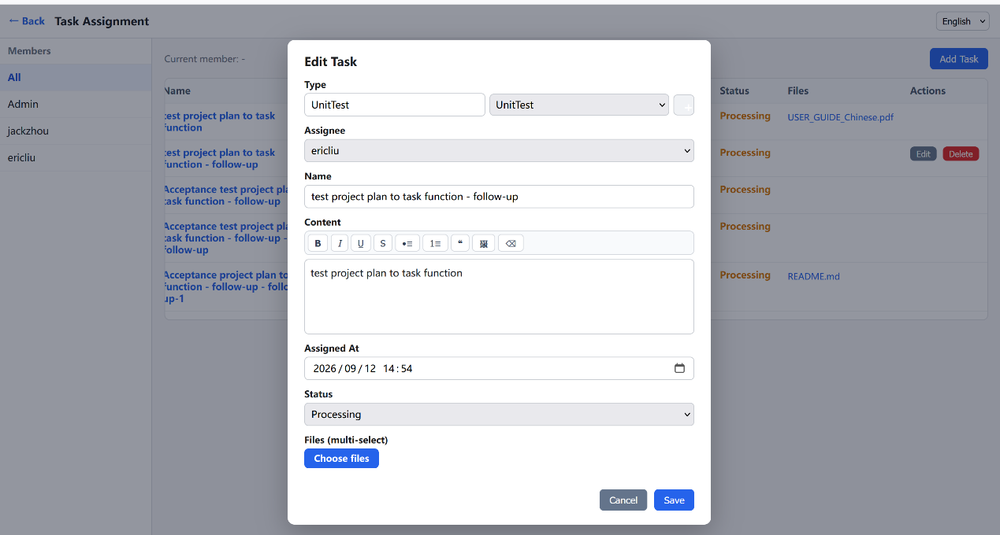 ← Back Task Assignment
English
Members
All
Admin
jackzhou
ericliu
Current member: -
Add Task
Name
Status
Files
Actions
test project plan to task
function
Processing
USER_GUIDE_Chinese.pdf
test project plan to task
function - follow-up
Processing
Edit
Delete
Acceptance test project
task function - follow-up
Processing
Acceptance test project
task function - follow-up -
follow-up
Processing
Acceptance project plan to
function - follow-up -
up-1
Processing
README.md
Edit Task
Type
UnitTest
UnitTest
+
Assignee
ericliu
Name
test project plan to task function - follow-up
Content
B I U S •≡ 1≡ ❝ ⌫
test project plan to task function
Assigned At
2026/09/12 14:54
Status
Processing
Files (multi-select)
Choose files
Cancel
Save